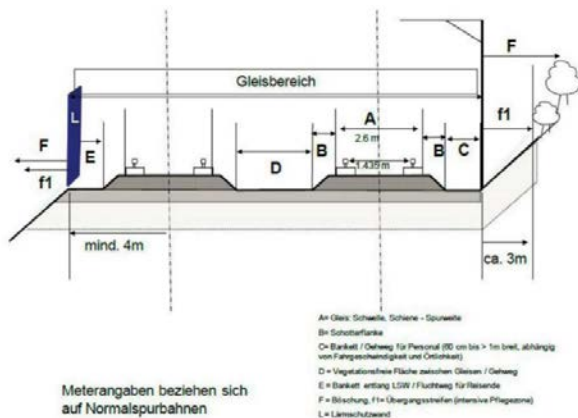 F
Gleisbereich
L
A
f1
F
E
B
2.6 m
B
C
f1
D
1.435 m
mind. 4m
ca. 3m
A= Gleis: Schwelle, Schiene - Spurweite
B= Schotterflanke
C= Bankett / Gehweg für Personal (60 cm bis > 1m breit, abhängig
von Fahrgeschwindigkeit und Örtlichkeit)
D = Vegetationsfreie Fläche zwischen Gleisen / Gehweg
E = Bankett entlang LSW / Fluchtweg für Reisende
F = Böschung, f1= Übergangsstreifen (intensive Pflegezone)
L = Lärmschutzwand
Meterangaben beziehen sich
auf Normalspurbahnen